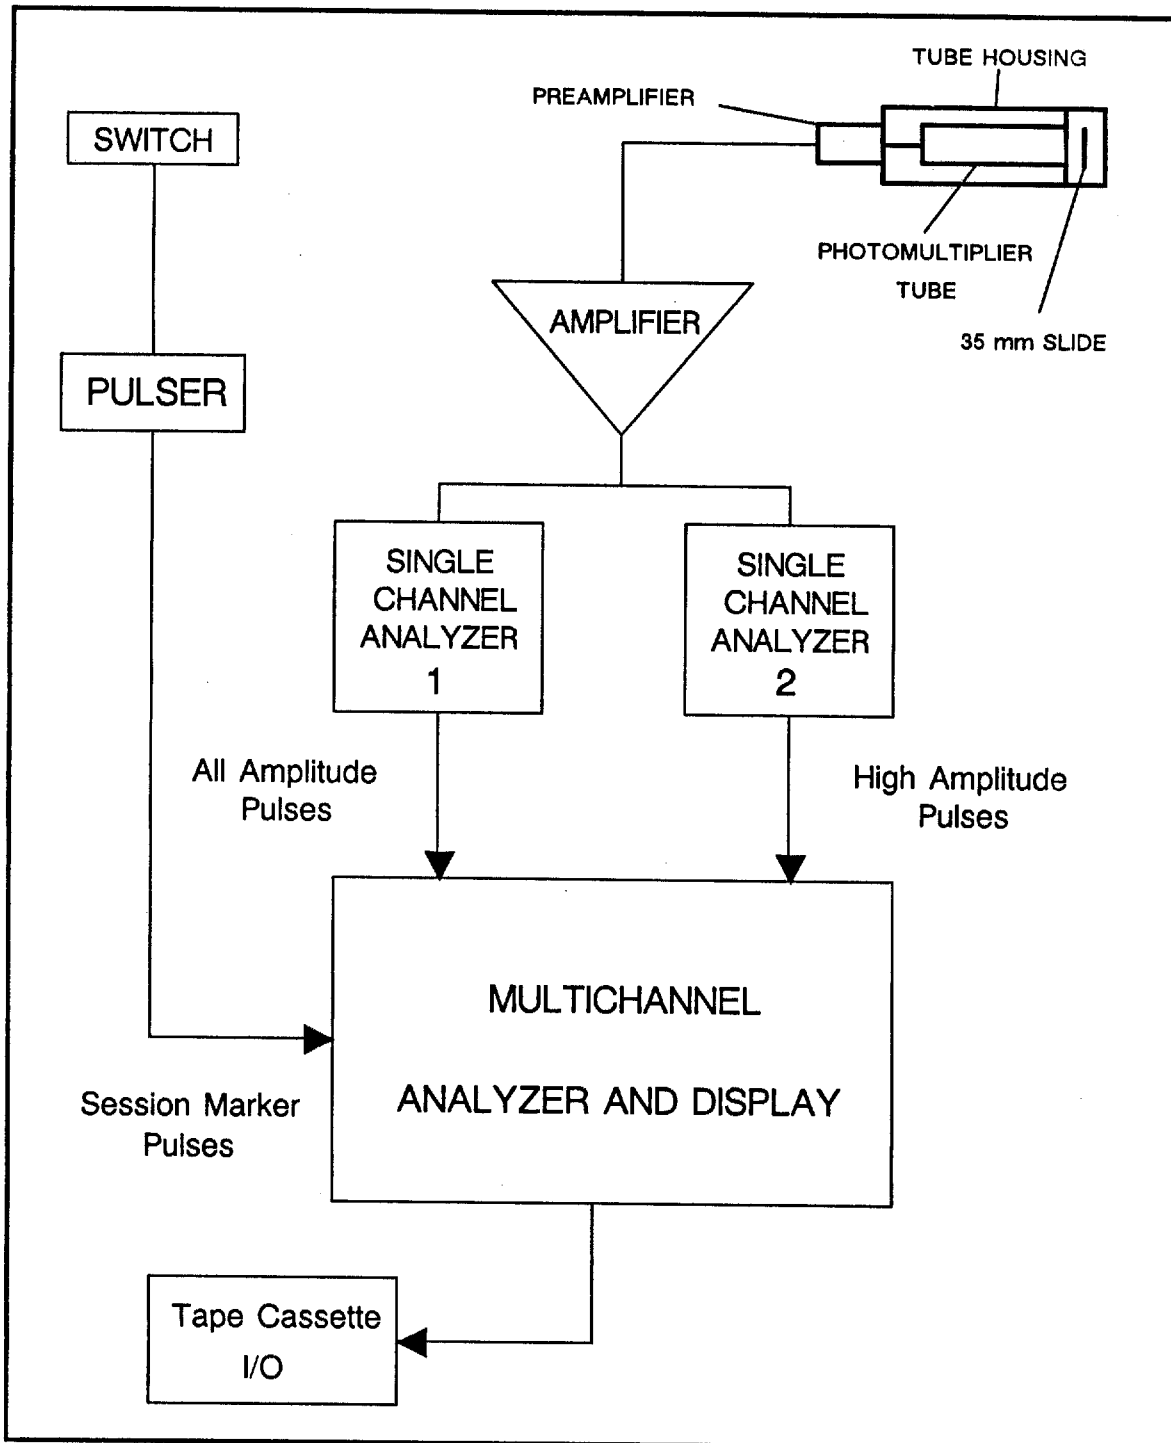 TUBE HOUSING
PREAMPLIFIER
SWITCH
PHOTOMULTIPLIER
TUBE
35 mm SLIDE
AMPLIFIER
PULSER
SINGLE
CHANNEL
ANALYZER
1
SINGLE
CHANNEL
ANALYZER
2
All Amplitude
Pulses
High Amplitude
Pulses
MULTICHANNEL
ANALYZER AND DISPLAY
Session Marker
Pulses
Tape Cassette
I/O